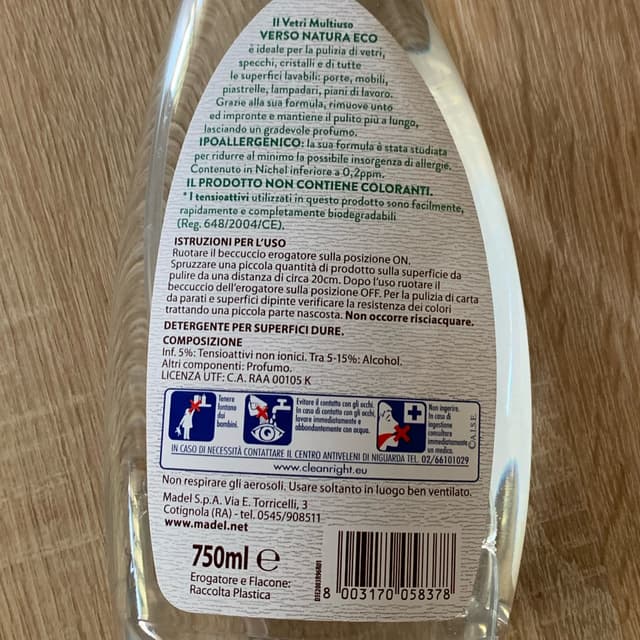 Il Vetri Multiuso
VERSO NATURA ECO
è ideale per la pulizia di vetri,
specchi, cristalli e di tutte
le superfici lavabili: porte, mobili,
piastrelle, lampadari, piani di lavoro.
Grazie alla sua formula, rimuove unto
ed impronte e mantiene il pulito più a lungo,
lasciando un gradevole profumo.
IPOALLERGENICO: la sua formula è stata studiata
per ridurre al minimo la possibile insorgenza di allergie.
Contenuto in Nichel inferiore a 0,2ppm.
IL PRODOTTO NON CONTIENE COLORANTI.
* I tensioattivi utilizzati in questo prodotto sono facilmente,
rapidamente e completamente biodegradabili
(Reg. 648/2004/CE).
ISTRUZIONI PER L'USO
Ruotare il beccuccio erogatore sulla posizione ON.
Spruzzare una piccola quantità di prodotto sulla superficie da
pulire da una distanza di circa 20cm. Dopo l'uso ruotare il
beccuccio dell'erogatore sulla posizione OFF. Per la pulizia di carta
da parati e superfici dipinte verificare la resistenza dei colori
trattando una piccola parte nascosta. Non occorre risciacquare.
DETERGENTE PER SUPERFICI DURE.
COMPOSIZIONE
Inf. 5%: Tensioattivi non ionici. Tra 5-15%: Alcohol.
Altri componenti: Profumo.
LICENZA UTF: C.A. RAA 00105 K
Tenere
lontano
dai
bambini.
Evitare il contatto con gli occhi.
In caso di contatto con gli occhi,
lavare immediatamente e
abbondantemente con acqua.
Non ingerire.
In caso di
ingestione
consultare
immediatamente
un medico.
©A.I.S.E.
IN CASO DI NECESSITÀ CONTATTARE IL CENTRO ANTIVELENI DI NIGUARDA TEL. 02/66101029
www.cleanright.eu
Non respirare gli aerosoli. Usare soltanto in luogo ben ventilato.
Madel S.p.A. Via E. Torricelli, 3
Cotignola (RA) - tel. 0545/908511
www.madel.net
750ml e
Erogatore e Flacone:
Raccolta Plastica
8 003170 058378